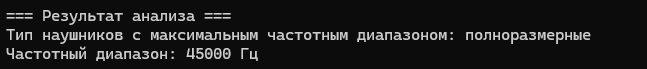 === Результат анализа ===
Тип наушников с максимальным частотным диапазоном: полноразмерные
Частотный диапазон: 45000 Гц